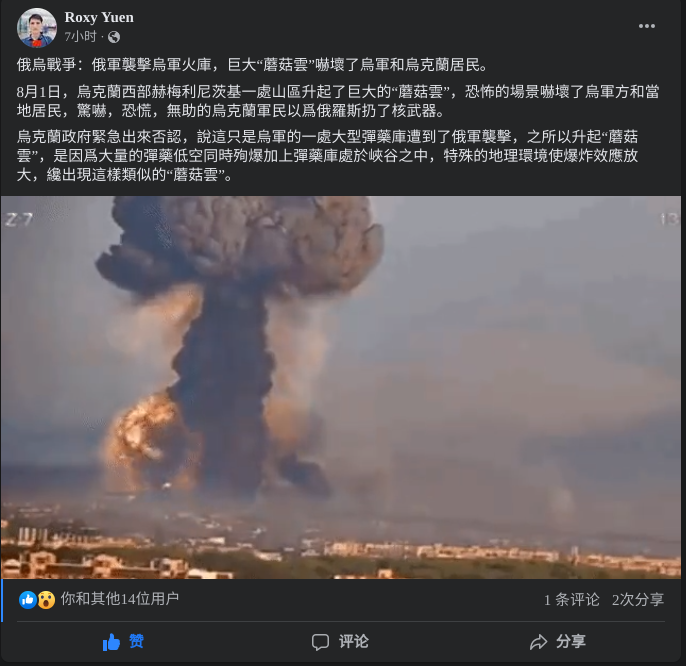 Roxy Yuen
7小时 ·
俄烏戰爭：俄軍襲擊烏軍火庫，巨大“蘑菇雲”嚇壞了烏軍和烏克蘭居民。
8月1日，烏克蘭西部赫梅利尼茨基一處山區升起了巨大的“蘑菇雲”，恐怖的場景嚇壞了烏軍方和當
地居民，驚嚇，恐慌，無助的烏克蘭軍民以爲俄羅斯扔了核武器。
烏克蘭政府緊急出來否認，說這只是烏軍的一處大型彈藥庫遭到了俄軍襲擊，之所以升起“蘑菇
雲”，是因爲大量的彈藥低空同時殉爆加上彈藥庫處於峽谷之中，特殊的地理環境使爆炸效應放
大，纔出現這樣類似的“蘑菇雲”。
Z:7 13
你和其他14位用户 1 条评论 2次分享
赞 评论 分享